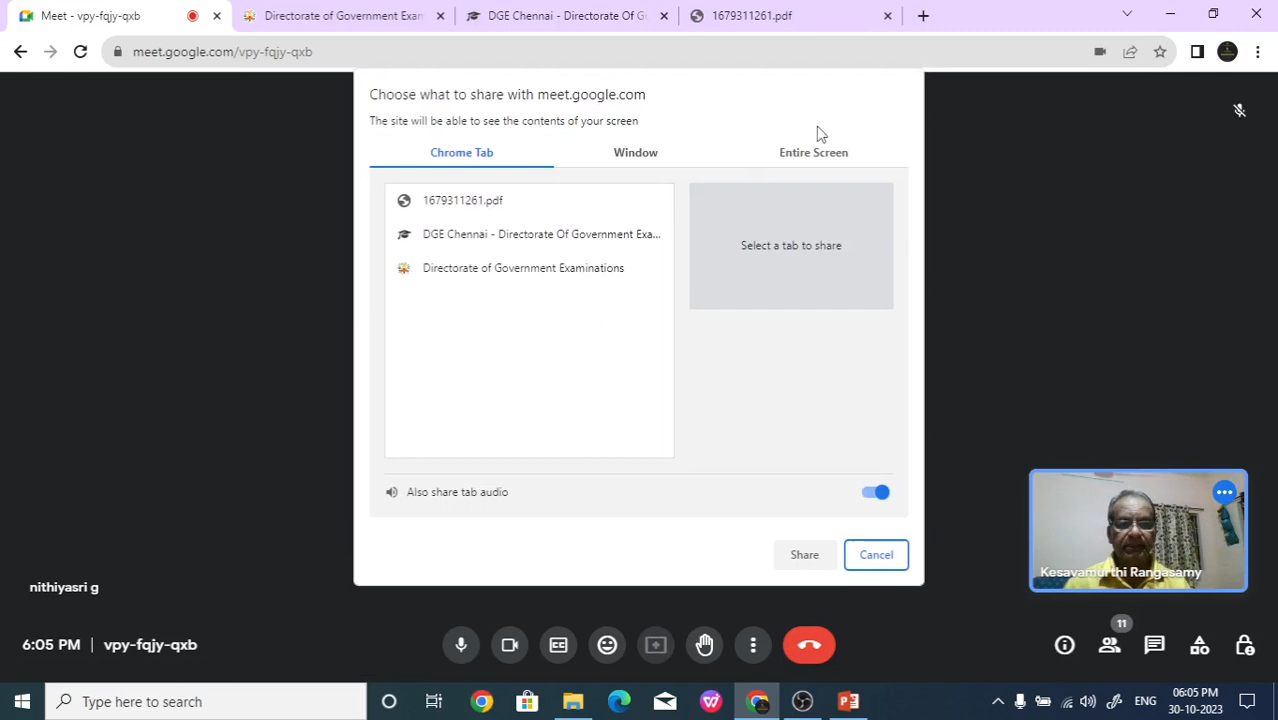 Meet - vpy-fqjy-qxb
Directorate of Government Exam
DGE Chennai - Directorate Of Go
1679311261.pdf
meet.google.com/vpy-fqjy-qxb
Choose what to share with meet.google.com
The site will be able to see the contents of your screen
Chrome Tab
Window
Entire Screen
1679311261.pdf
DGE Chennai - Directorate Of Government Exa...
Directorate of Government Examinations
Select a tab to share
Also share tab audio
Share
Cancel
Kesavamurthi Rangasamy
nithiyasri g
6:05 PM
vpy-fqjy-qxb
11
Type here to search
ENG
06:05 PM
30-10-2023